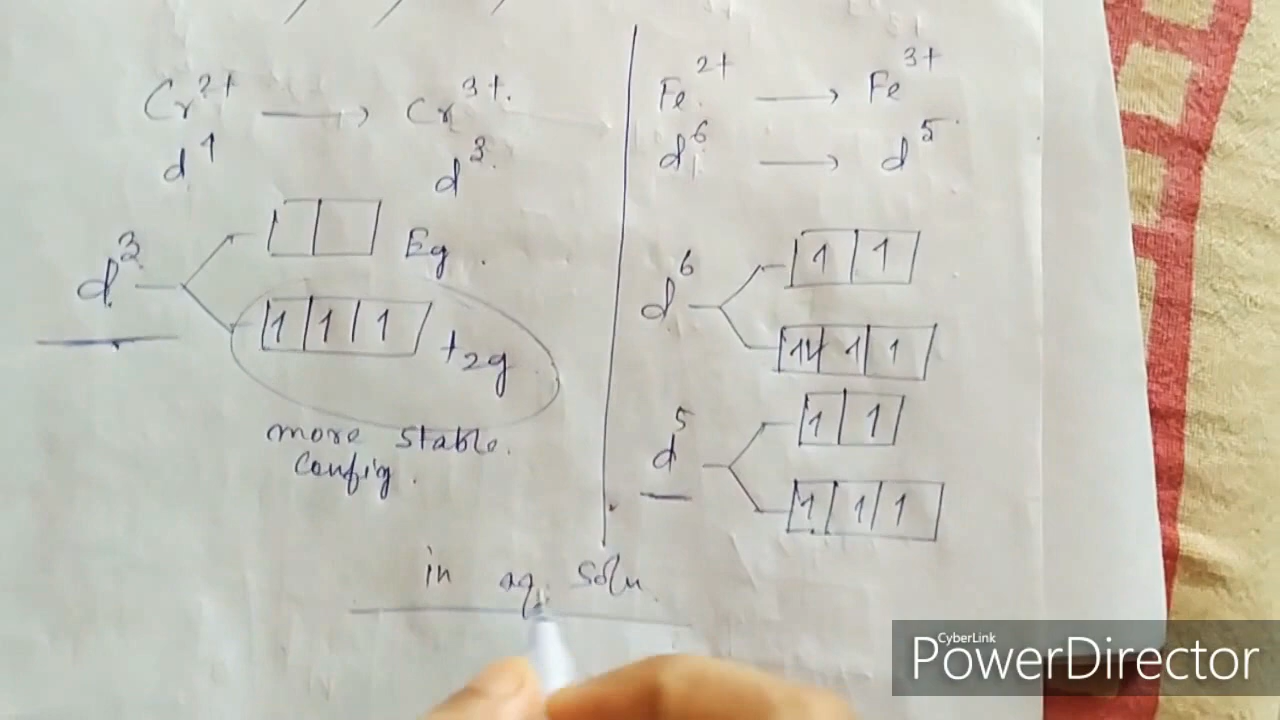 Cr²⁺ → Cr³⁺.
d⁴ d³.
d³
Eg.
1 1 1 t₂g
more stable.
config.
Fe²⁺ → Fe³⁺
d⁶ → d⁵
d⁶
1 1
1↓ 1 1
d⁵
1 1
1 1 1
in aq. soln.
CyberLink
PowerDirector